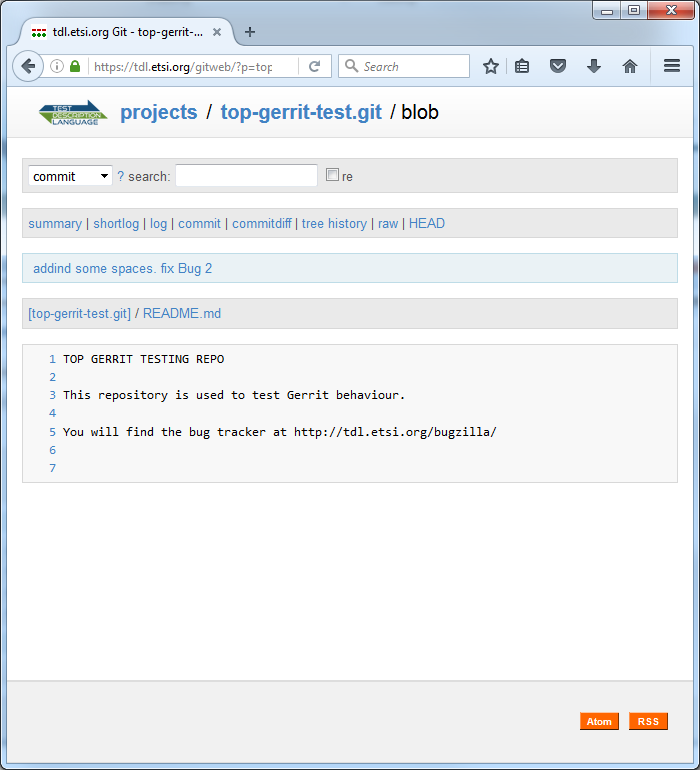 tdl.etsi.org Git - top-gerrit-...
https://tdl.etsi.org/gitweb/?p=top
Search
TEST DESCRIPTION LANGUAGE
projects / top-gerrit-test.git / blob
commit ? search: re
summary | shortlog | log | commit | commitdiff | tree history | raw | HEAD
addind some spaces. fix Bug 2
[top-gerrit-test.git] / README.md
1 TOP GERRIT TESTING REPO
2
3 This repository is used to test Gerrit behaviour.
4
5 You will find the bug tracker at http://tdl.etsi.org/bugzilla/
6
7
Atom RSS